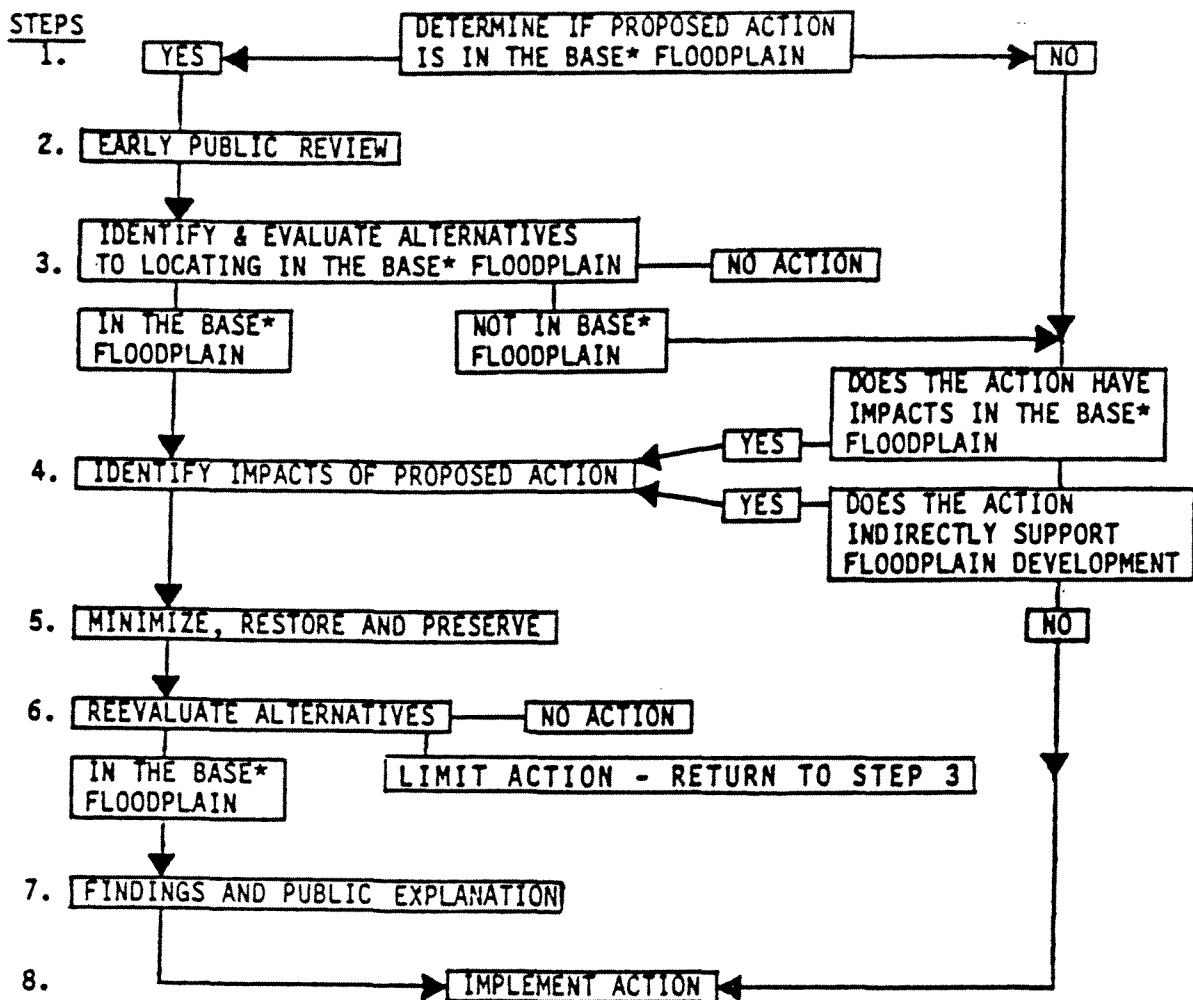 STEPS
1.
YES
DETERMINE IF PROPOSED ACTION
IS IN THE BASE* FLOODPLAIN
NO
2. EARLY PUBLIC REVIEW
3.
IDENTIFY & EVALUATE ALTERNATIVES
TO LOCATING IN THE BASE* FLOODPLAIN
NO ACTION
IN THE BASE*
FLOODPLAIN
NOT IN BASE*
FLOODPLAIN
DOES THE ACTION HAVE
IMPACTS IN THE BASE*
FLOODPLAIN
YES
4. IDENTIFY IMPACTS OF PROPOSED ACTION
YES
DOES THE ACTION
INDIRECTLY SUPPORT
FLOODPLAIN DEVELOPMENT
NO
5. MINIMIZE, RESTORE AND PRESERVE
6. REEVALUATE ALTERNATIVES
NO ACTION
IN THE BASE*
FLOODPLAIN
LIMIT ACTION - RETURN TO STEP 3
7. FINDINGS AND PUBLIC EXPLANATION
8. IMPLEMENT ACTION